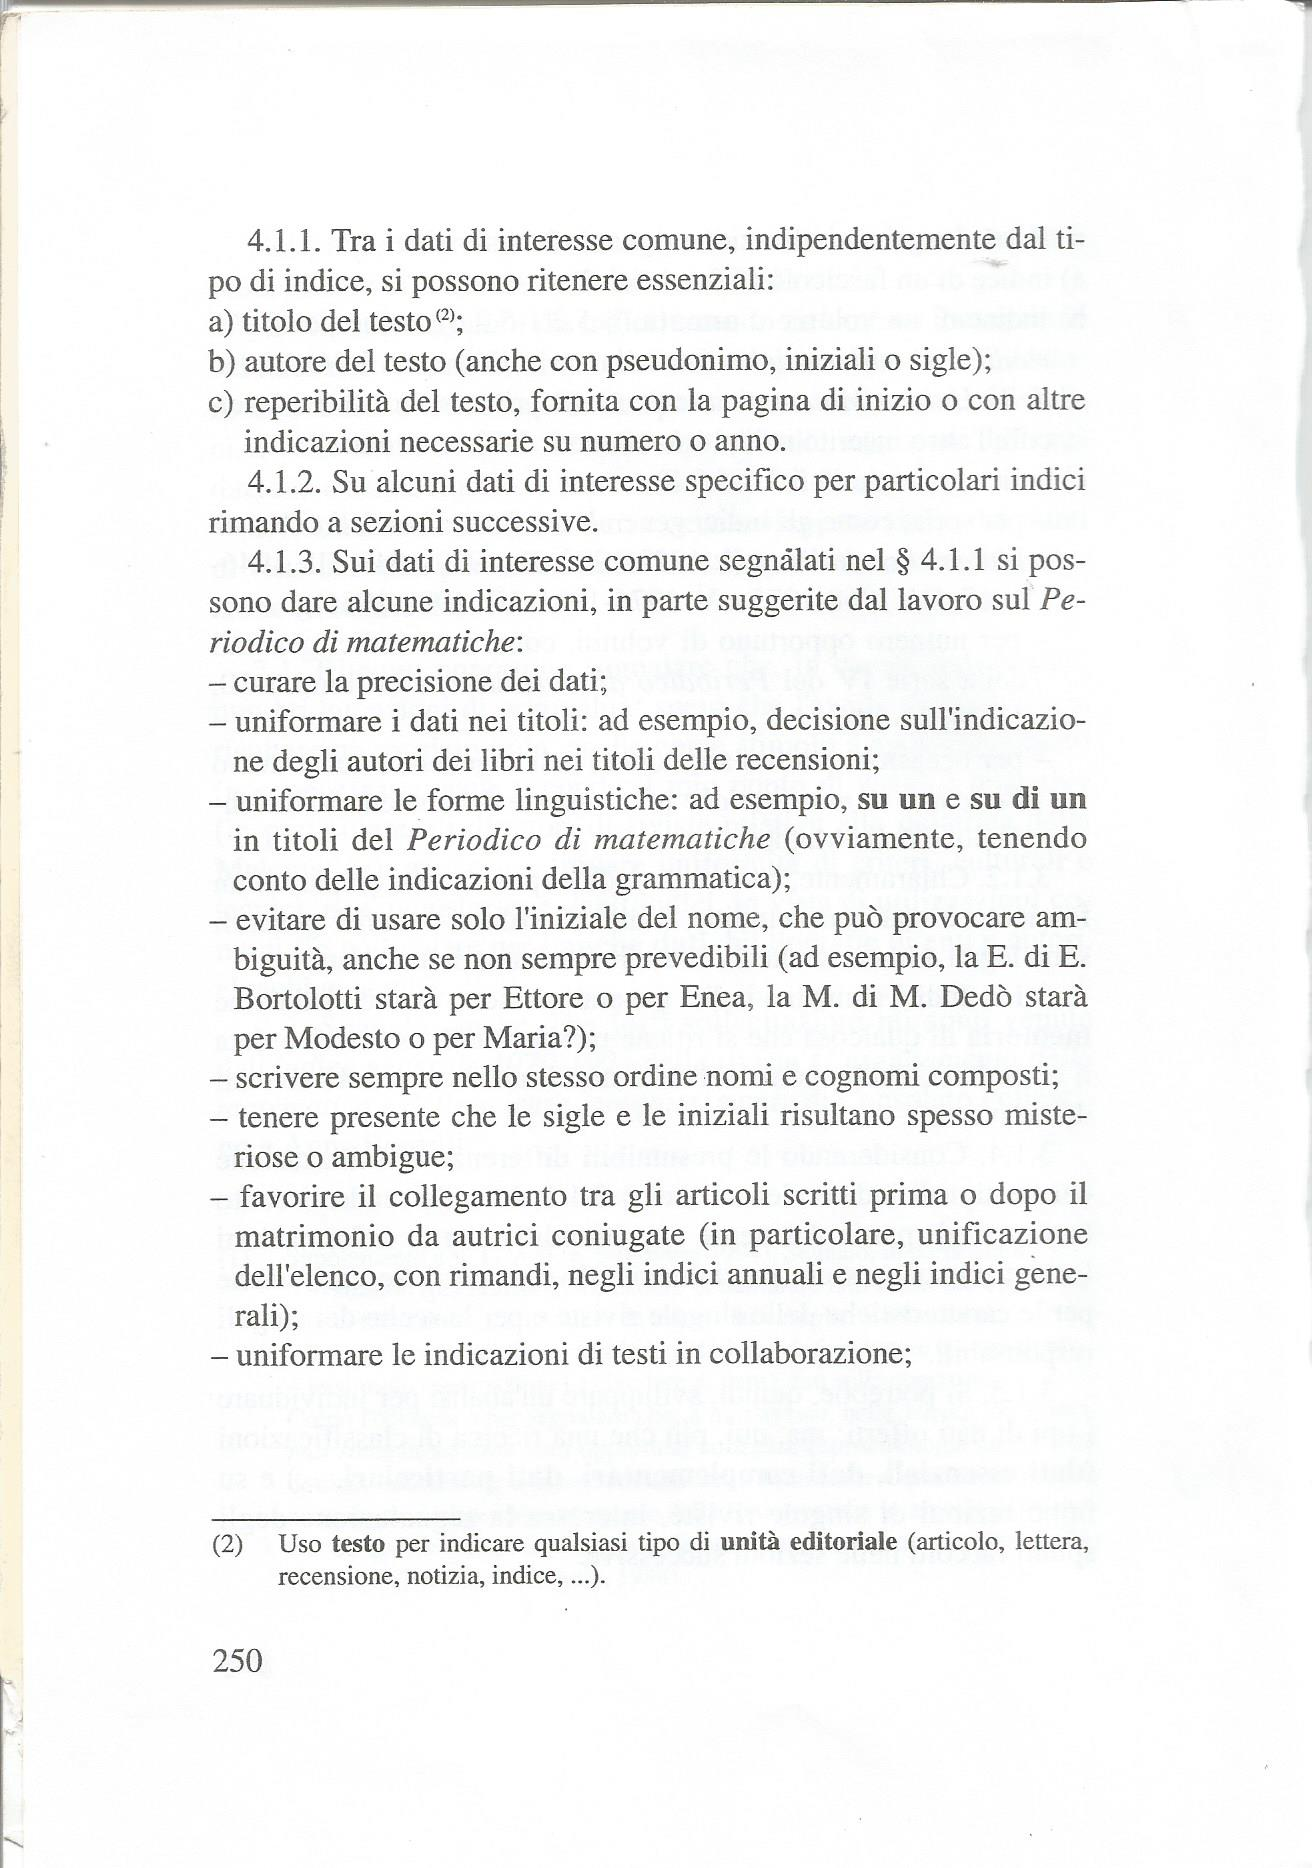 4.1.1. Tra i dati di interesse comune, indipendentemente dal ti-
po di indice, si possono ritenere essenziali:
a) titolo del testo (2);
b) autore del testo (anche con pseudonimo, iniziali o sigle);
c) reperibilità del testo, fornita con la pagina di inizio o con altre
indicazioni necessarie su numero o anno.
4.1.2. Su alcuni dati di interesse specifico per particolari indici
rimando a sezioni successive.
4.1.3. Sui dati di interesse comune segnalati nel § 4.1.1 si pos-
sono dare alcune indicazioni, in parte suggerite dal lavoro sul Pe-
riodico di matematiche:
– curare la precisione dei dati;
– uniformare i dati nei titoli: ad esempio, decisione sull'indicazio-
ne degli autori dei libri nei titoli delle recensioni;
– uniformare le forme linguistiche: ad esempio, su un e su di un
in titoli del Periodico di matematiche (ovviamente, tenendo
conto delle indicazioni della grammatica);
– evitare di usare solo l'iniziale del nome, che può provocare am-
biguità, anche se non sempre prevedibili (ad esempio, la E. di E.
Bortolotti starà per Ettore o per Enea, la M. di M. Dedò starà
per Modesto o per Maria?);
– scrivere sempre nello stesso ordine nomi e cognomi composti;
– tenere presente che le sigle e le iniziali risultano spesso miste-
riose o ambigue;
– favorire il collegamento tra gli articoli scritti prima o dopo il
matrimonio da autrici coniugate (in particolare, unificazione
dell'elenco, con rimandi, negli indici annuali e negli indici gene-
rali);
– uniformare le indicazioni di testi in collaborazione;
(2) Uso testo per indicare qualsiasi tipo di unità editoriale (articolo, lettera,
recensione, notizia, indice, ...).
250